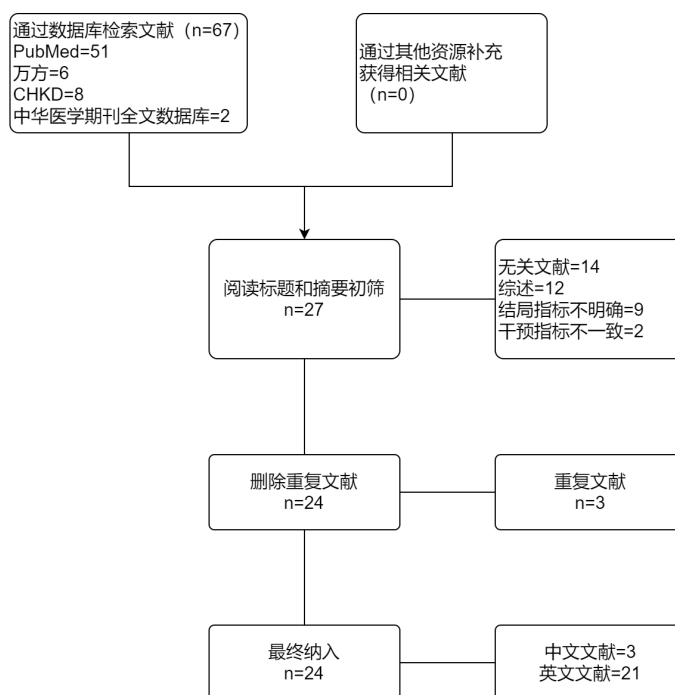 通过数据库检索文献（n=67)
PubMed=51
万方=6
CHKD=8
中华医学期刊全文数据库=2
通过其他资源补充
获得相关文献
（n=0)
阅读标题和摘要初筛
n=27
无关文献=14
综述=12
结局指标不明确=9
干预指标不一致=2
删除重复文献
n=24
重复文献
n=3
最终纳入
n=24
中文文献=3
英文文献=21